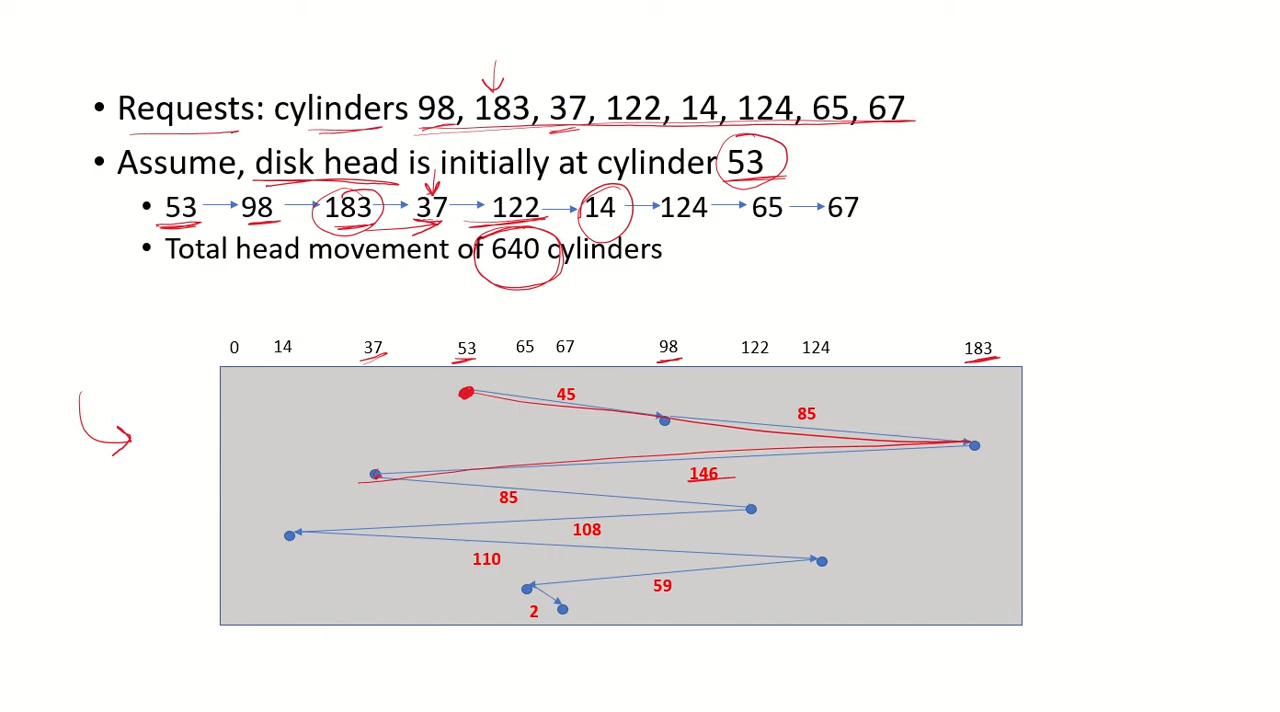 • Requests: cylinders 98, 183, 37, 122, 14, 124, 65, 67
• Assume, disk head is initially at cylinder 53
• 53 → 98 → 183 → 37 → 122 → 14 → 124 → 65 → 67
• Total head movement of 640 cylinders
0 14 37 53 65 67 98 122 124 183
45
85
146
85
108
110
59
2